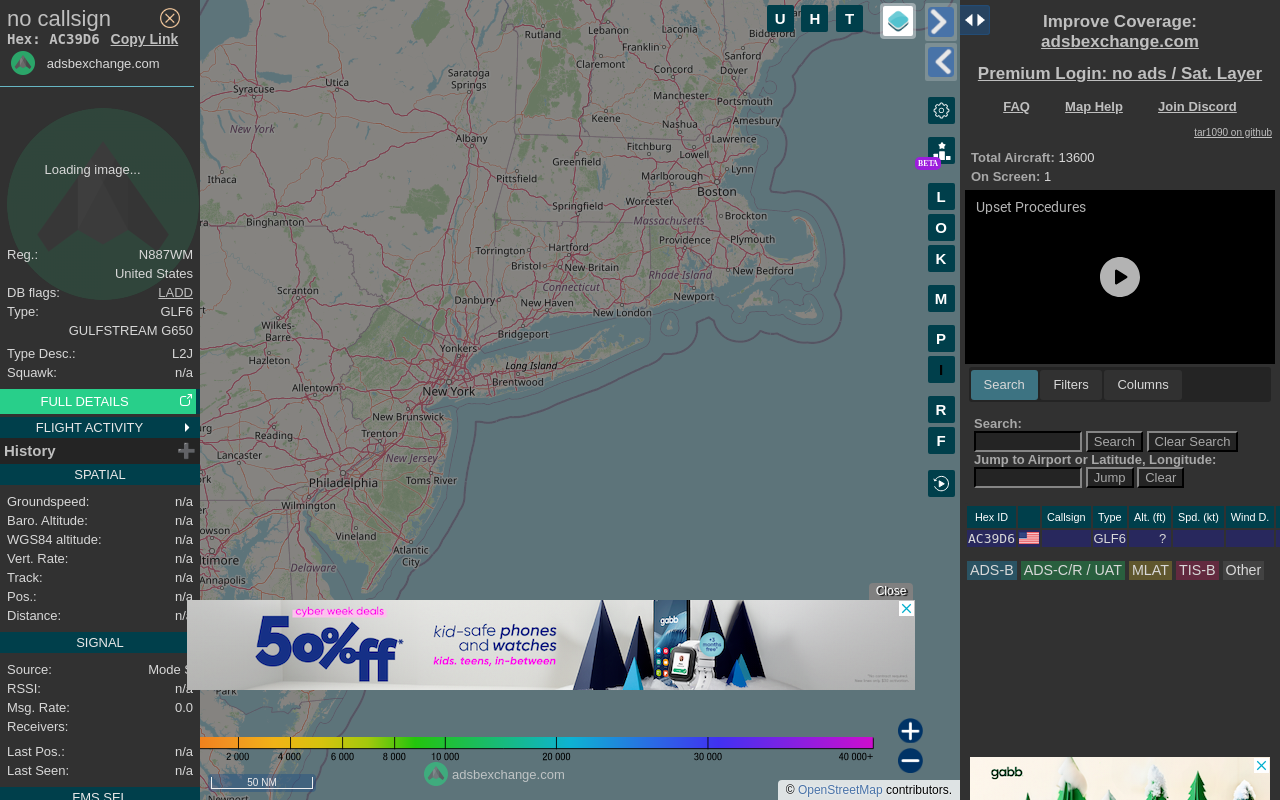 no callsign
Hex: AC39D6 Copy Link
adsbexchange.com
Loading image...
Reg.: N887WM
United States
DB flags: LADD
Type: GLF6
GULFSTREAM G650
Type Desc.: L2J
Squawk: n/a
FULL DETAILS
FLIGHT ACTIVITY
History
SPATIAL
Groundspeed: n/a
Baro. Altitude: n/a
WGS84 altitude: n/a
Vert. Rate: n/a
Track: n/a
Pos.: n/a
Distance: n/a
SIGNAL
Source: Mode S
RSSI: n/a
Msg. Rate: 0.0
Receivers:
Last Pos.: n/a
Last Seen: n/a
FMS SEL
U H T
BETA
L
O
K
M
P
I
R
F
Rutland
Lebanon
Laconia
Biddeford
Franklin
Claremont
Sanford
Concord
Dover
Saratoga
Springs
Utica
Syracuse
Manchester
Portsmouth
Keene
Nashua
Amesbury
New York
Albany
Fitchburg
Lawrence
Greenfield
Lowell
Lynn
Ithaca
Pittsfield
Marlborough
Boston
Springfield
Worcester
Binghamton
Massachusetts
Brockton
Torrington
Hartford
Providence
Plymouth
Bristol
New Britain
Rhode Island
New Bedford
Connecticut
Scranton
Danbury
New Haven
Newport
New London
Wilkes-
Barre
Bridgeport
Hazleton
Yonkers
Long Island
Allentown
Brentwood
New York
New Brunswick
Reading
Trenton
Lancaster
New Jersey
Philadelphia
Toms River
Wilmington
Vineland
Atlantic
City
Annapolis
Delaware
Park
Newport
Close
cyber week deals
50%ff*
kid-safe phones
and watches
kids. teens, in-between
gabb
+3
months
free*
2 000 4 000 6 000 8 000 10 000 20 000 30 000 40 000+
50 NM
adsbexchange.com
© OpenStreetMap contributors.
Improve Coverage:
adsbexchange.com
Premium Login: no ads / Sat. Layer
FAQ Map Help Join Discord
tar1090 on github
Total Aircraft: 13600
On Screen: 1
Upset Procedures
Search Filters Columns
Search:
Search Clear Search
Jump to Airport or Latitude, Longitude:
Jump Clear
Hex ID Callsign Type Alt. (ft) Spd. (kt) Wind D.
AC39D6 GLF6 ?
ADS-B ADS-C/R / UAT MLAT TIS-B Other
gabb